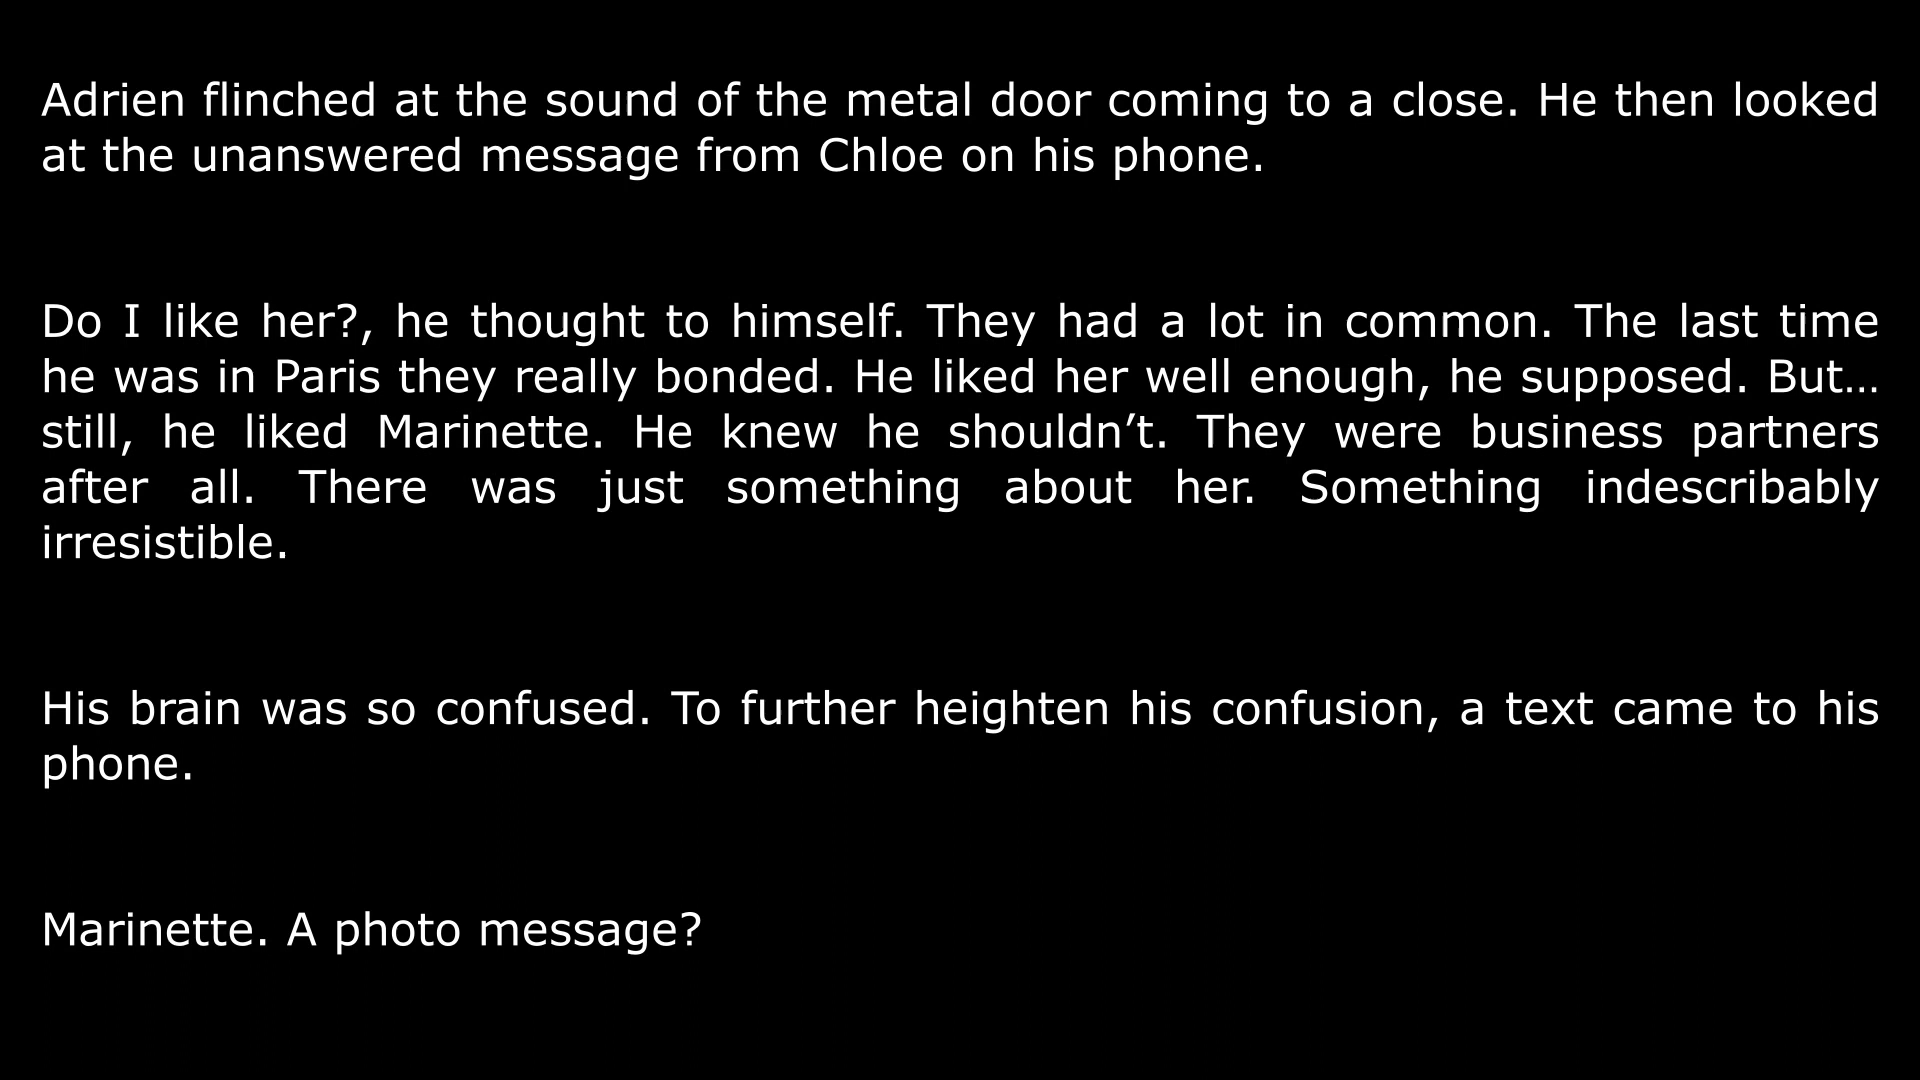 Adrien flinched at the sound of the metal door coming to a close. He then looked
at the unanswered message from Chloe on his phone.
Do I like her?, he thought to himself. They had a lot in common. The last time
he was in Paris they really bonded. He liked her well enough, he supposed. But…
still, he liked Marinette. He knew he shouldn’t. They were business partners
after all. There was just something about her. Something indescribably
irresistible.
His brain was so confused. To further heighten his confusion, a text came to his
phone.
Marinette. A photo message?